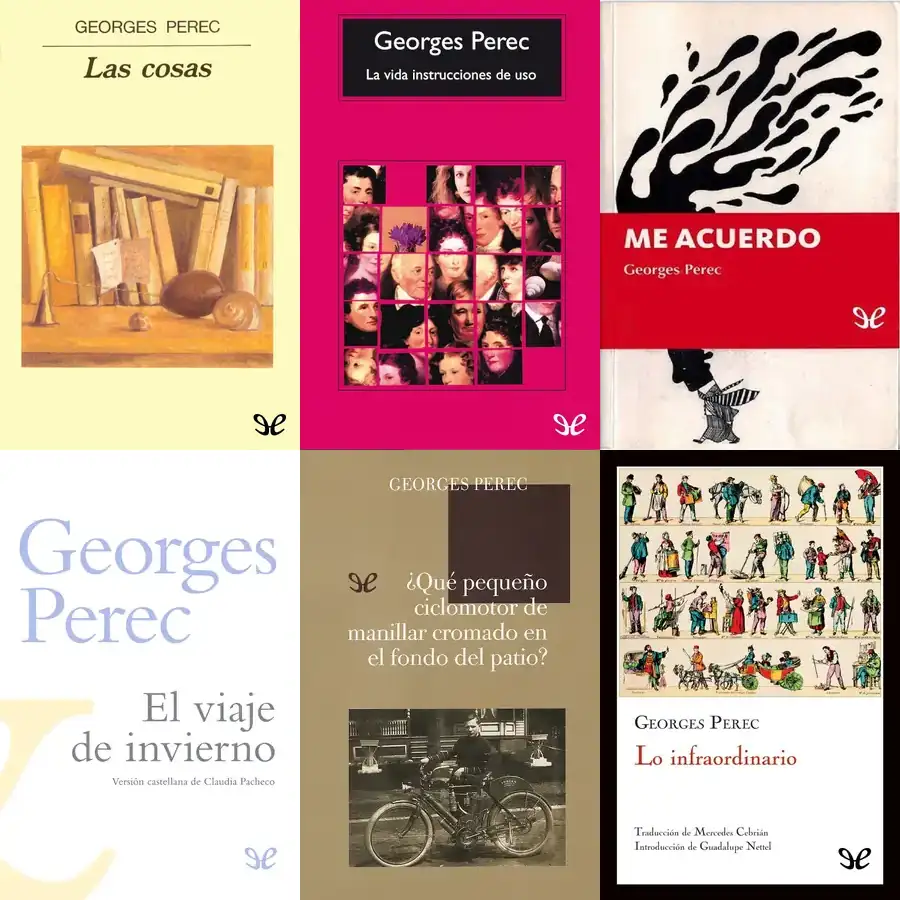 GEORGES PEREC
Las cosas
Georges Perec
La vida instrucciones de uso
ME ACUERDO
Georges Perec
Georges
Perec
El viaje
de invierno
Versión castellana de Claudia Pacheco
GEORGES PEREC
¿Qué pequeño
ciclomotor de
manillar cromado en
el fondo del patio?
GEORGES PEREC
Lo infraordinario
Traducción de Mercedes Cebrián
Introducción de Guadalupe Nettel